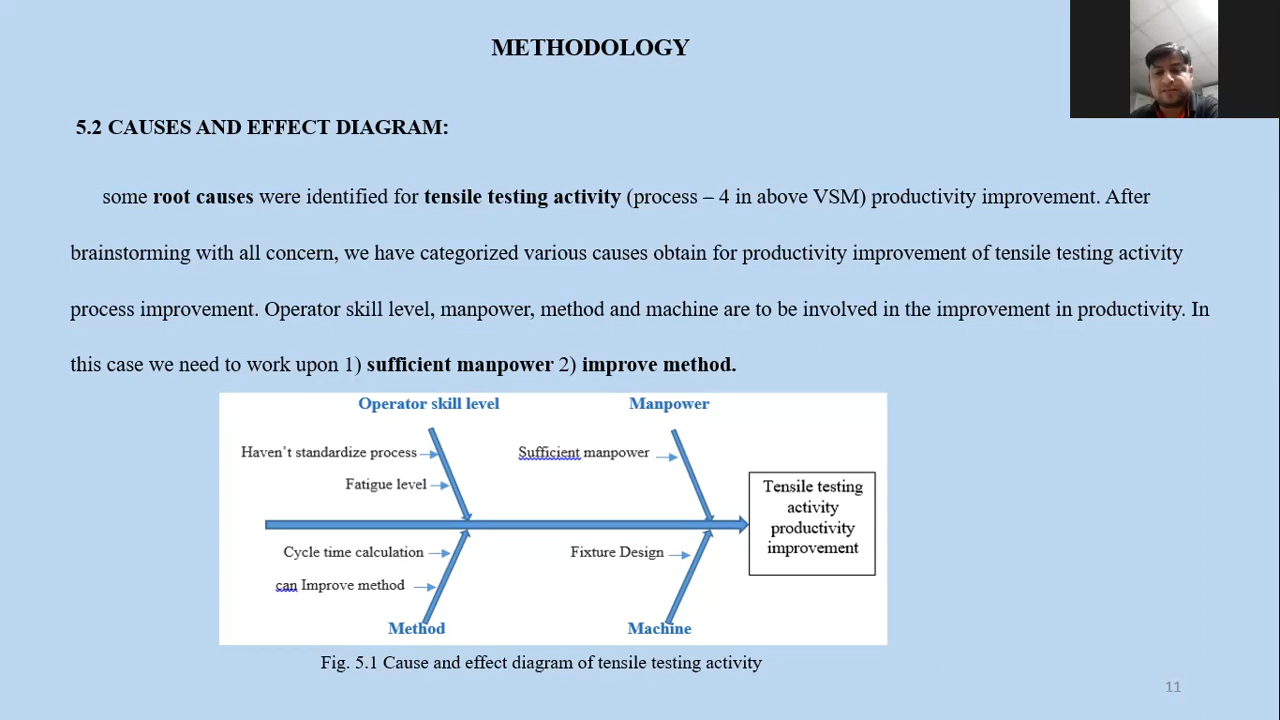 METHODOLOGY
5.2 CAUSES AND EFFECT DIAGRAM:
some root causes were identified for tensile testing activity (process – 4 in above VSM) productivity improvement. After
brainstorming with all concern, we have categorized various causes obtain for productivity improvement of tensile testing activity
process improvement. Operator skill level, manpower, method and machine are to be involved in the improvement in productivity. In
this case we need to work upon 1) sufficient manpower 2) improve method.
Operator skill level
Manpower
Haven't standardize process
Sufficient manpower
Fatigue level
Tensile testing
activity
productivity
improvement
Cycle time calculation
Fixture Design
can Improve method
Method
Machine
Fig. 5.1 Cause and effect diagram of tensile testing activity
11